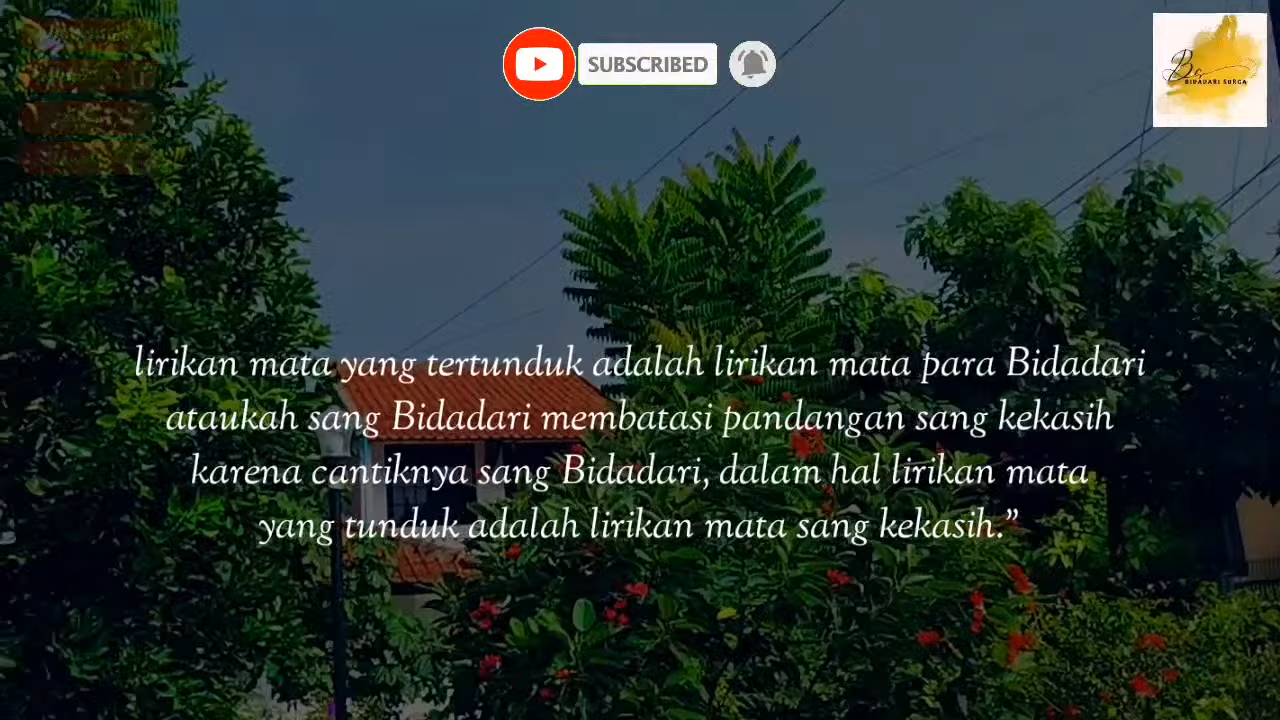 SUBSCRIBED
Bs
BIDADARI SURGA
lirikan mata yang tertunduk adalah lirikan mata para Bidadari
ataukah sang Bidadari membatasi pandangan sang kekasih
karena cantiknya sang Bidadari, dalam hal lirikan mata
yang tunduk adalah lirikan mata sang kekasih.”